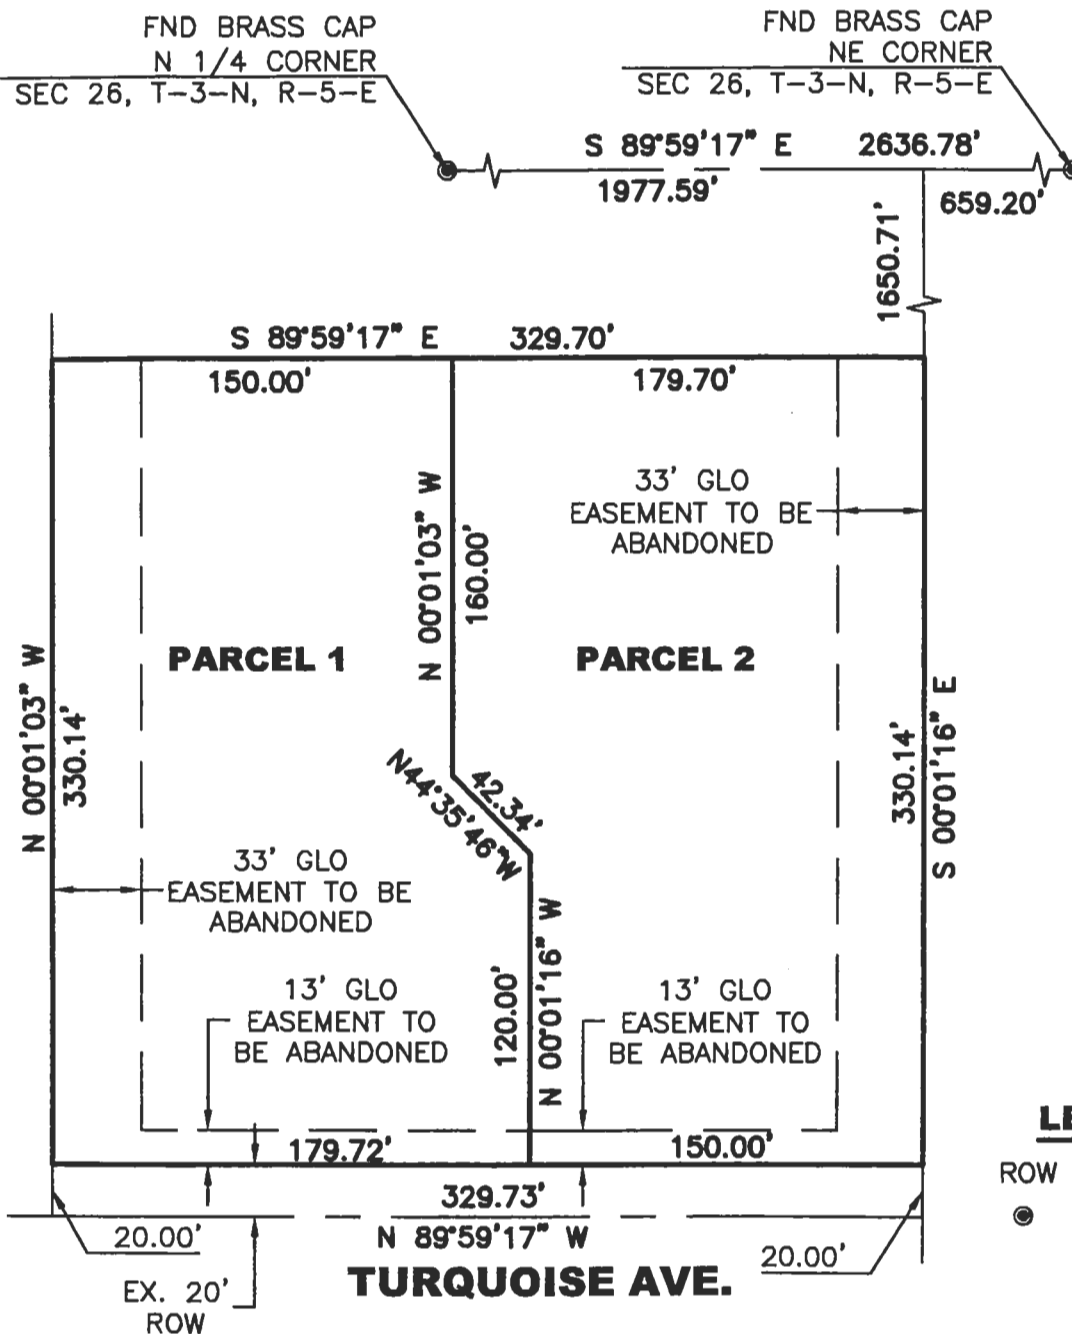 FND BRASS CAP
N 1/4 CORNER
SEC 26, T-3-N, R-5-E
FND BRASS CAP
NE CORNER
SEC 26, T-3-N, R-5-E
S 89°59'17" E 2636.78'
1977.59'
659.20'
1650.71'
S 89°59'17" E 329.70'
150.00'
179.70'
33' GLO
EASEMENT TO BE
ABANDONED
N 00°01'03" W
160.00'
PARCEL 1
PARCEL 2
N 00°01'03" W
330.14'
330.14'
S 00°01'16" E
42.34'
N44°35'46"W
33' GLO
EASEMENT TO BE
ABANDONED
120.00'
N 00°01'16" W
13' GLO
EASEMENT TO
BE ABANDONED
13' GLO
EASEMENT TO
BE ABANDONED
179.72'
150.00'
329.73'
N 89°59'17" W
20.00'
20.00'
EX. 20'
ROW
TURQUOISE AVE.
ROW